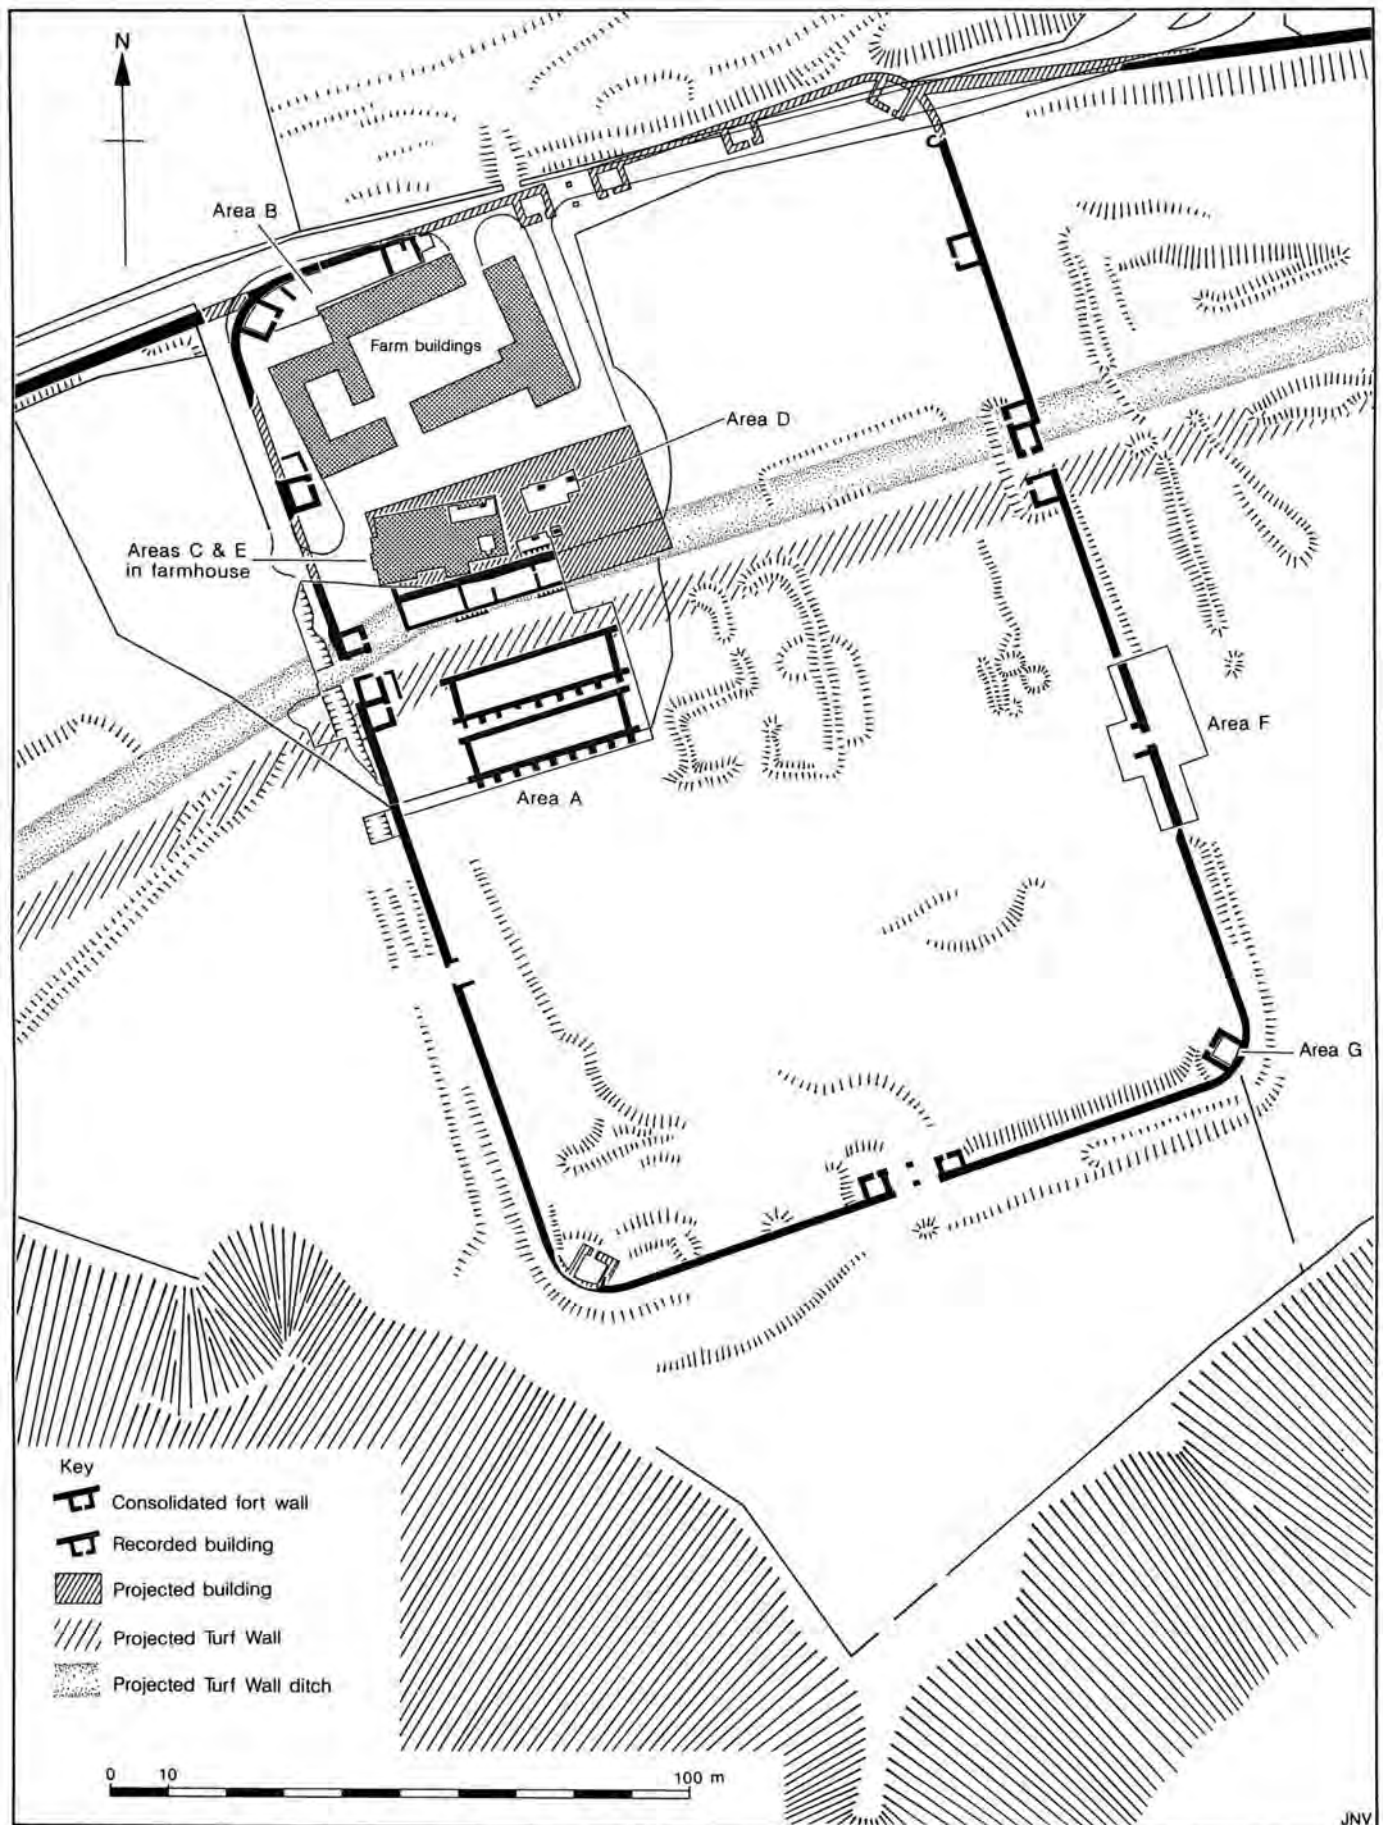 N
Area B
Farm buildings
Area D
Areas C & E
in farmhouse
Area F
Area A
Area G
Key
Consolidated fort wall
Recorded building
Projected building
Projected Turf Wall
Projected Turf Wall ditch
0 10 100 m
JNV